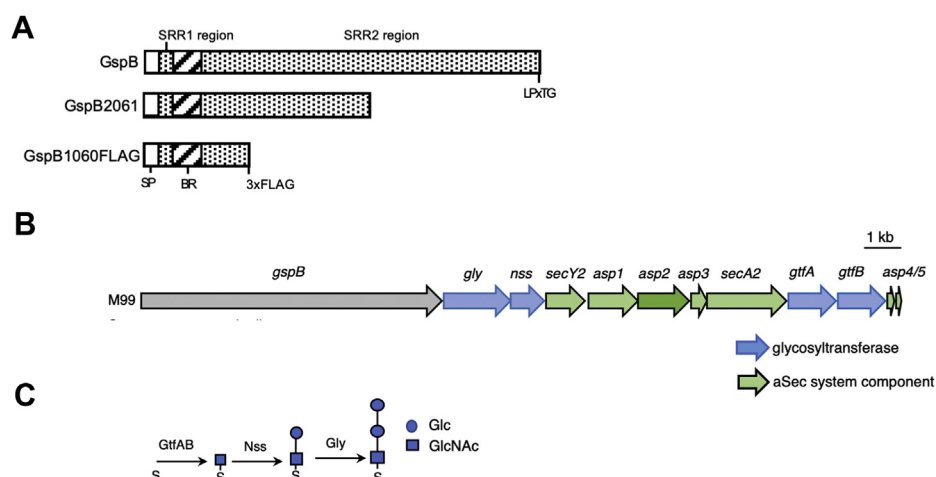 A
SRR1 region SRR2 region
GspB
LPxTG
GspB2061
GspB1060FLAG
SP BR 3xFLAG
B
1 kb
gspB gly nss secY2 asp1 asp2 asp3 secA2 gtfA gtfB asp4/5
M99
glycosyltransferase
aSec system component
C
GtfAB Nss Gly Glc
GlcNAc
S S S S